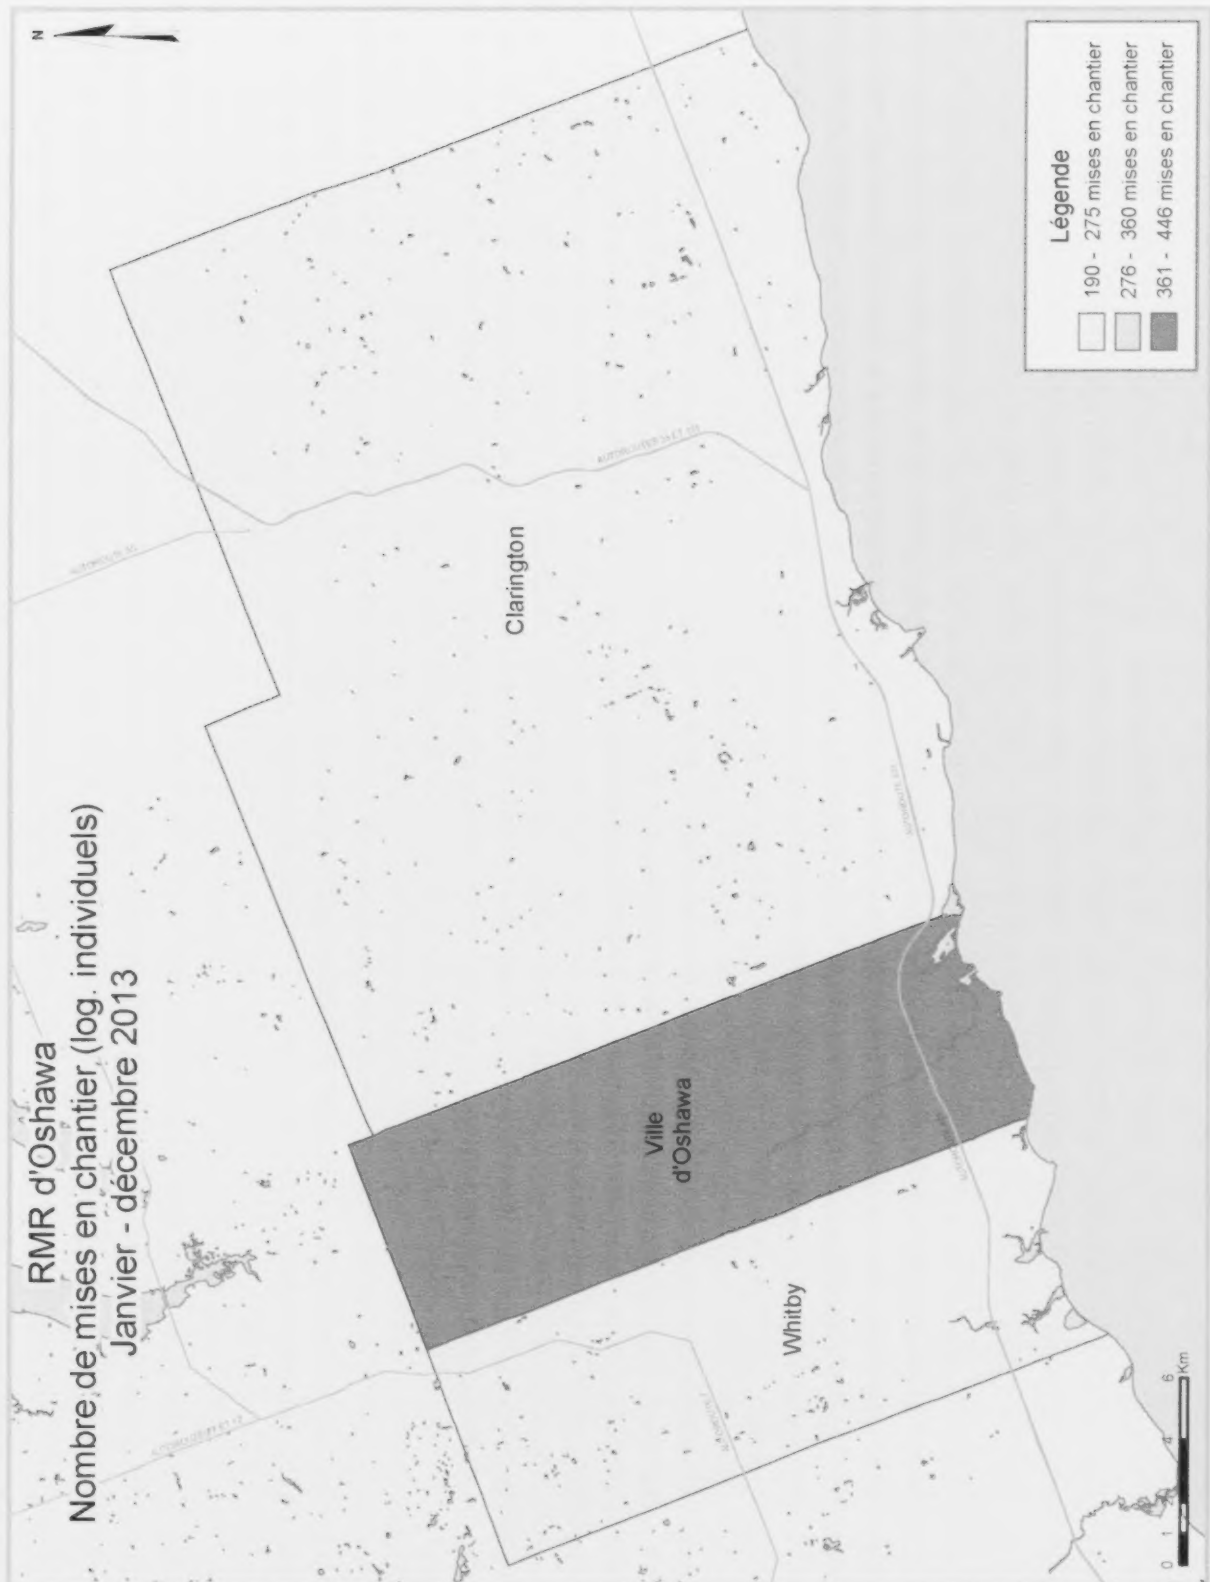 RMR d'Oshawa
Nombre de mises en chantier (log. individuels)
Janvier - décembre 2013
N
Clarington
Ville
d'Oshawa
Whitby
Légende
190 - 275 mises en chantier
276 - 360 mises en chantier
361 - 446 mises en chantier
0 1 2 4 6
Km